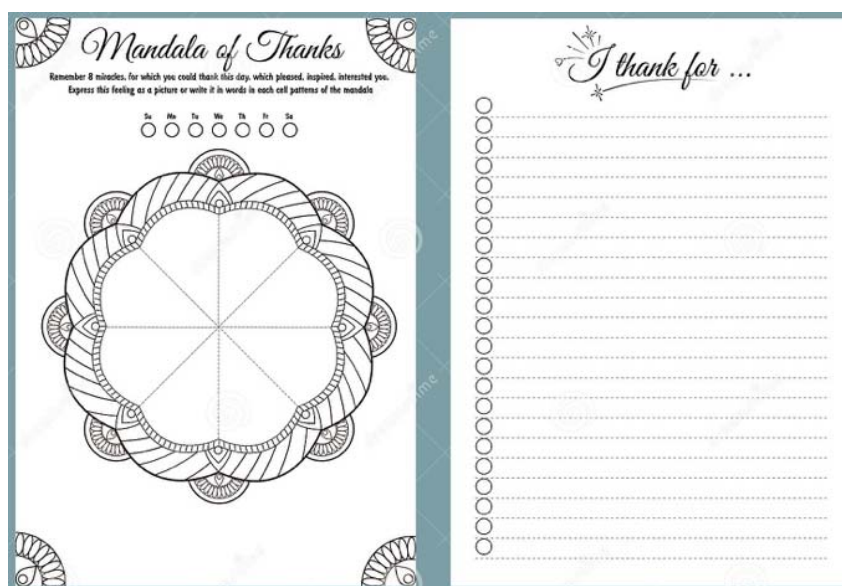 Mandala of Thanks
Remember 8 miracles, for which you could thank this day, which pleased, inspired, interested you.
Express this feeling as a picture or write it in words in each cell patterns of the mandala
Su Mo Tu We Th Fr Sa
I thank for ...